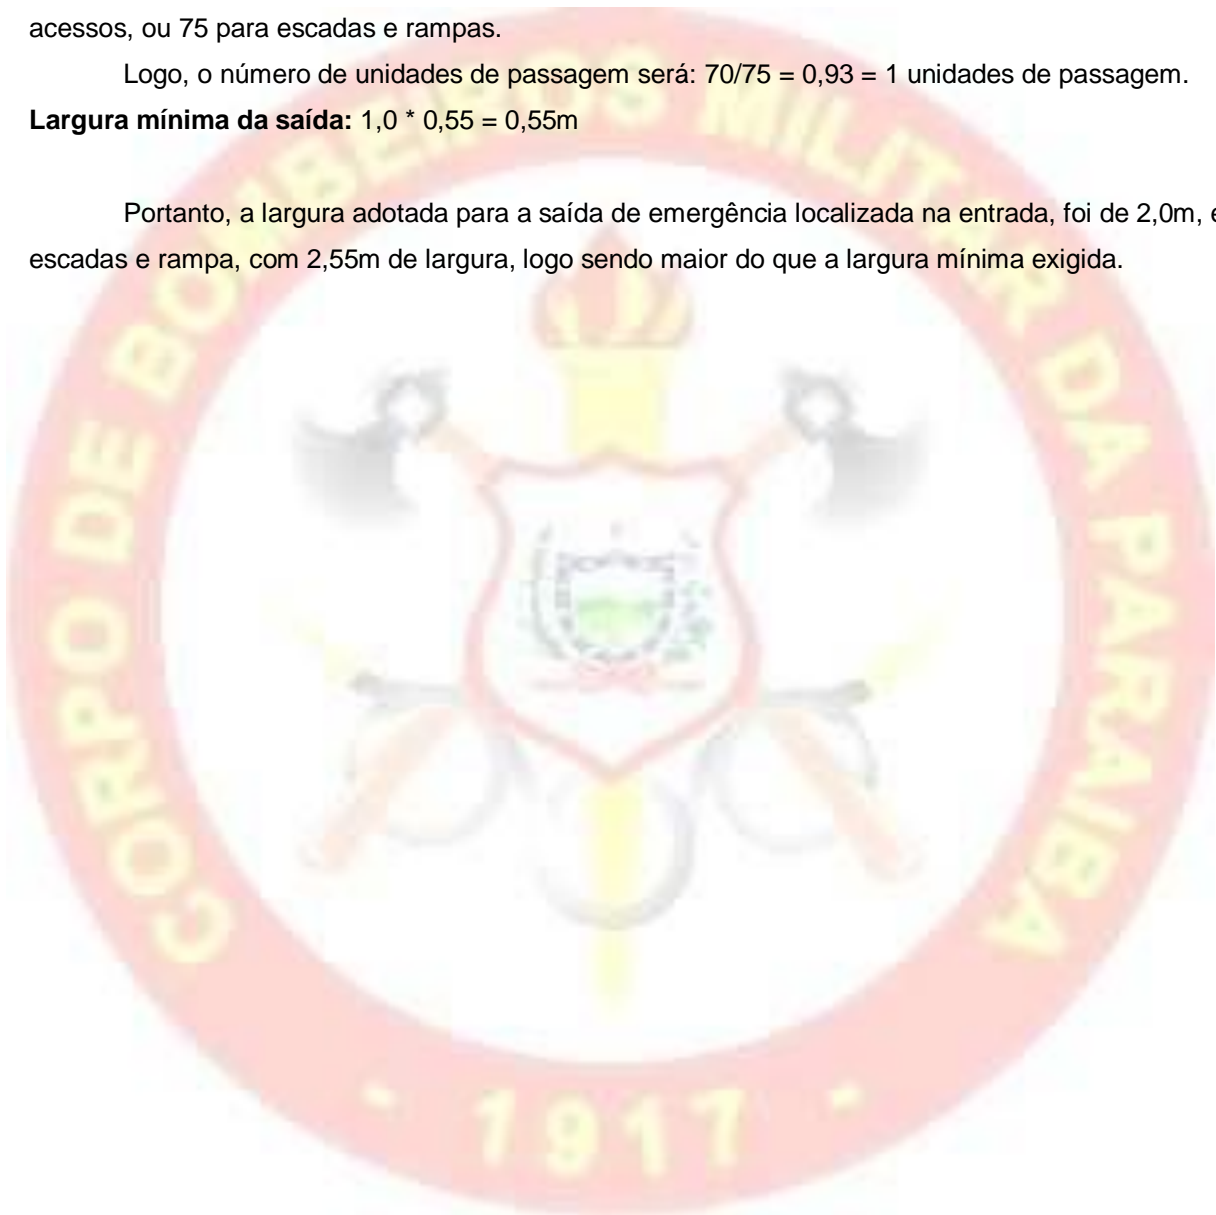 acessos, ou 75 para escadas e rampas.
Logo, o número de unidades de passagem será: 70/75 = 0,93 = 1 unidades de passagem.
Largura mínima da saída: 1,0 * 0,55 = 0,55m
Portanto, a largura adotada para a saída de emergência localizada na entrada, foi de 2,0m, e
escadas e rampa, com 2,55m de largura, logo sendo maior do que a largura mínima exigida.
CORPO DE BOMBEIROS MILITAR DA PARAIBA
- 1917 -